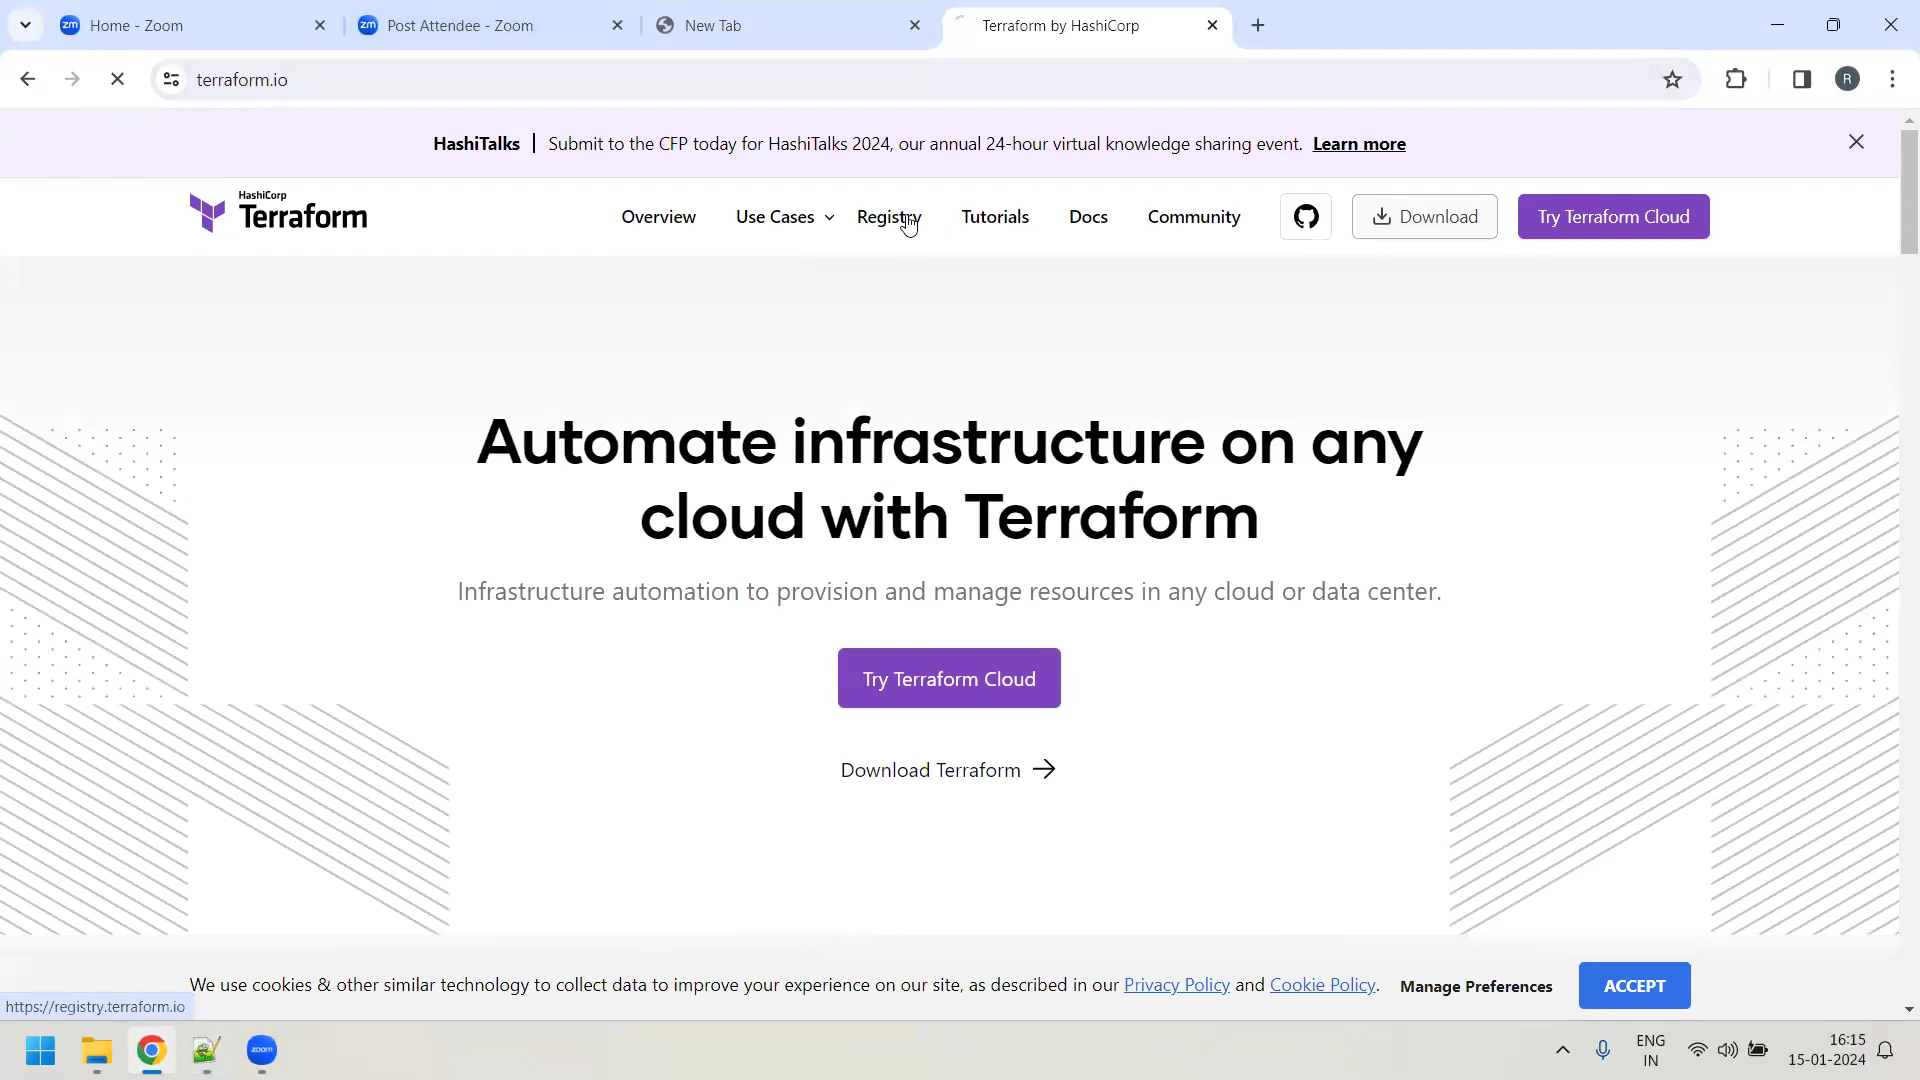 zm Home - Zoom
zm Post Attendee - Zoom
New Tab
Terraform by HashiCorp
terraform.io
R
HashiTalks | Submit to the CFP today for HashiTalks 2024, our annual 24-hour virtual knowledge sharing event. Learn more
HashiCorp
Terraform
Overview
Use Cases
Registry
Tutorials
Docs
Community
Download
Try Terraform Cloud
Automate infrastructure on any
cloud with Terraform
Infrastructure automation to provision and manage resources in any cloud or data center.
Try Terraform Cloud
Download Terraform
We use cookies & other similar technology to collect data to improve your experience on our site, as described in our Privacy Policy and Cookie Policy.
Manage Preferences
ACCEPT
https://registry.terraform.io
zoom
ENG
IN
16:15
15-01-2024